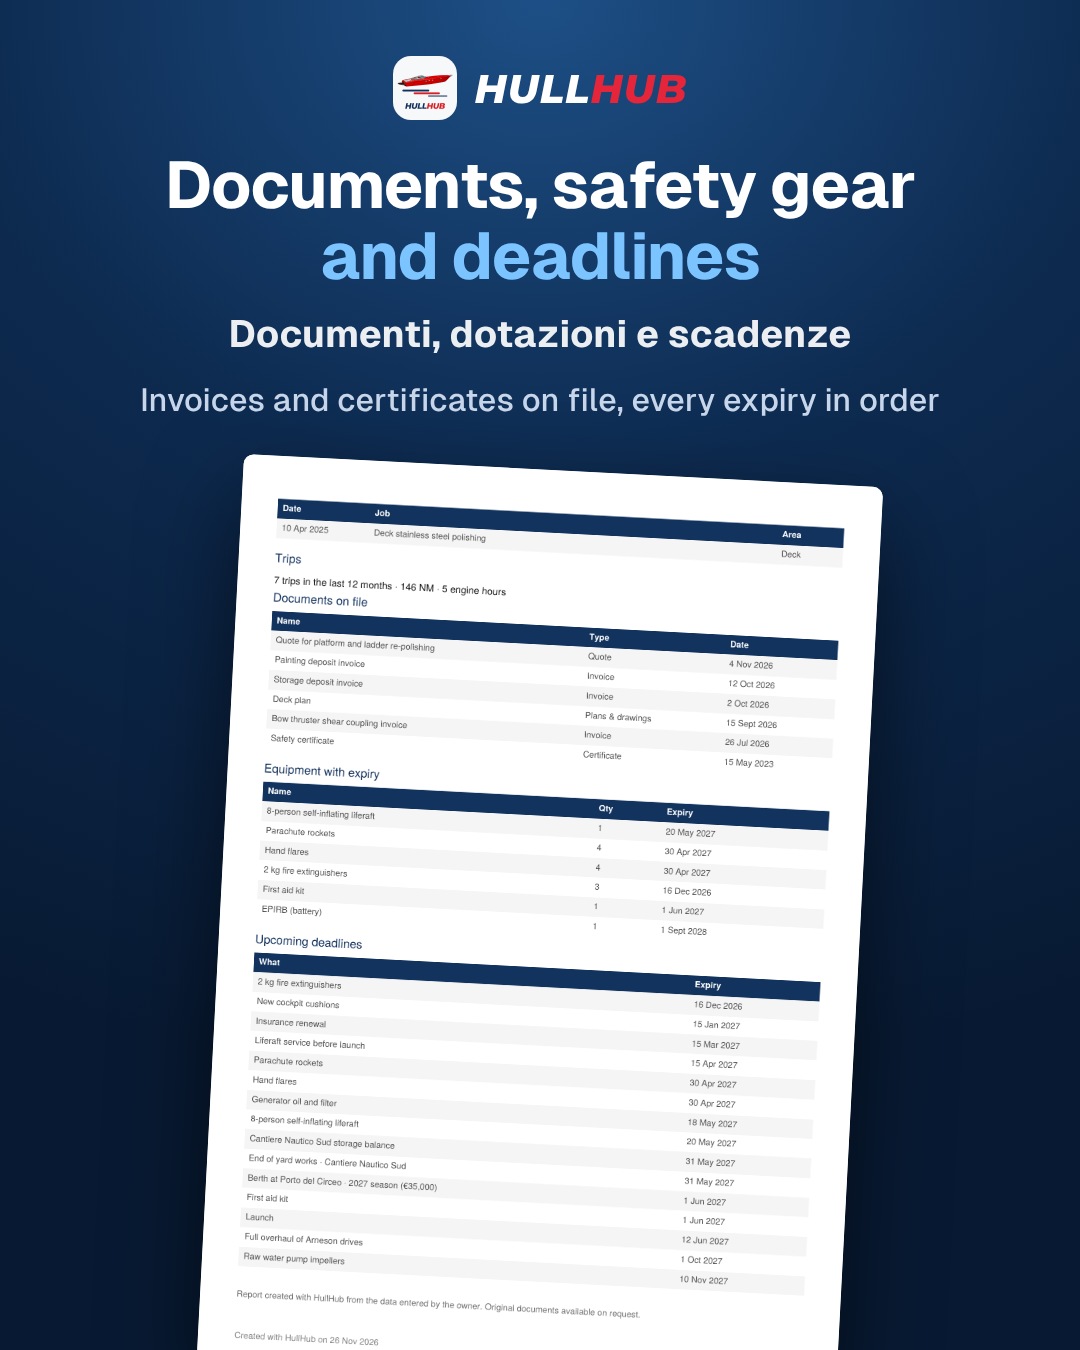 HULLHUB
HULLHUB
Documents, safety gear
and deadlines
Documenti, dotazioni e scadenze
Invoices and certificates on file, every expiry in order
Date Job Area
10 Apr 2025 Deck stainless steel polishing Deck
Trips
7 trips in the last 12 months · 146 NM · 5 engine hours
Documents on file
Name Type Date
Quote for platform and ladder re-polishing Quote 4 Nov 2026
Painting deposit invoice Invoice 12 Oct 2026
Storage deposit invoice Invoice 2 Oct 2026
Deck plan Plans & drawings 15 Sept 2026
Bow thruster shear coupling invoice Invoice 26 Jul 2026
Safety certificate Certificate 15 May 2023
Equipment with expiry
Name Qty Expiry
8-person self-inflating liferaft 1 20 May 2027
Parachute rockets 4 30 Apr 2027
Hand flares 4 30 Apr 2027
2 kg fire extinguishers 3 16 Dec 2026
First aid kit 1 1 Jun 2027
EPIRB (battery) 1 1 Sept 2028
Upcoming deadlines
What Expiry
2 kg fire extinguishers 16 Dec 2026
New cockpit cushions 15 Jan 2027
Insurance renewal 15 Mar 2027
Liferaft service before launch 15 Apr 2027
Parachute rockets 30 Apr 2027
Hand flares 30 Apr 2027
Generator oil and filter 18 May 2027
8-person self-inflating liferaft 20 May 2027
Cantiere Nautico Sud storage balance 31 May 2027
End of yard works · Cantiere Nautico Sud 31 May 2027
Berth at Porto del Circeo · 2027 season (€35,000) 1 Jun 2027
First aid kit 1 Jun 2027
Launch 12 Jun 2027
Full overhaul of Arneson drives 1 Oct 2027
Raw water pump impellers 10 Nov 2027
Report created with HullHub from the data entered by the owner. Original documents available on request.
Created with HullHub on 26 Nov 2026